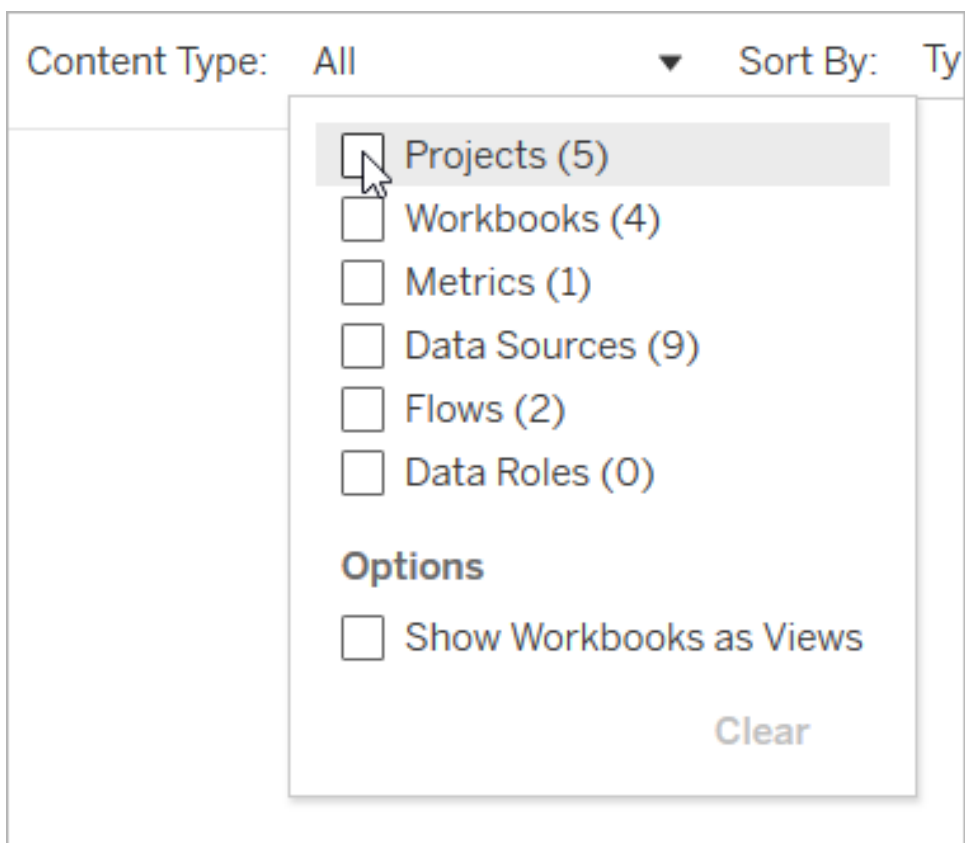 Content Type: All Sort By: Ty
Projects (5)
Workbooks (4)
Metrics (1)
Data Sources (9)
Flows (2)
Data Roles (0)
Options
Show Workbooks as Views
Clear